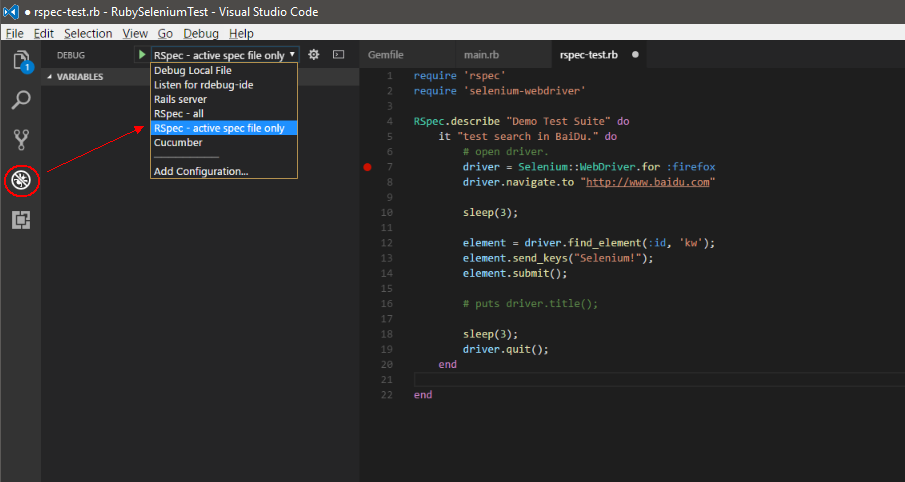 ● rspec-test.rb - RubySeleniumTest - Visual Studio Code
File Edit Selection View Go Debug Help
1
DEBUG
RSpec - active spec file only
VARIABLES
Debug Local File
Listen for rdebug-ide
Rails server
RSpec - all
RSpec - active spec file only
Cucumber
Add Configuration...
Gemfile main.rb rspec-test.rb ●
1 require 'rspec'
2 require 'selenium-webdriver'
3
4 RSpec.describe "Demo Test Suite" do
5 it "test search in BaiDu." do
6 # open driver.
7 driver = Selenium::WebDriver.for :firefox
8 driver.navigate.to "http://www.baidu.com"
9
10 sleep(3);
11
12 element = driver.find_element(:id, 'kw');
13 element.send_keys("Selenium!");
14 element.submit();
15
16 # puts driver.title();
17
18 sleep(3);
19 driver.quit();
20 end
21
22 end